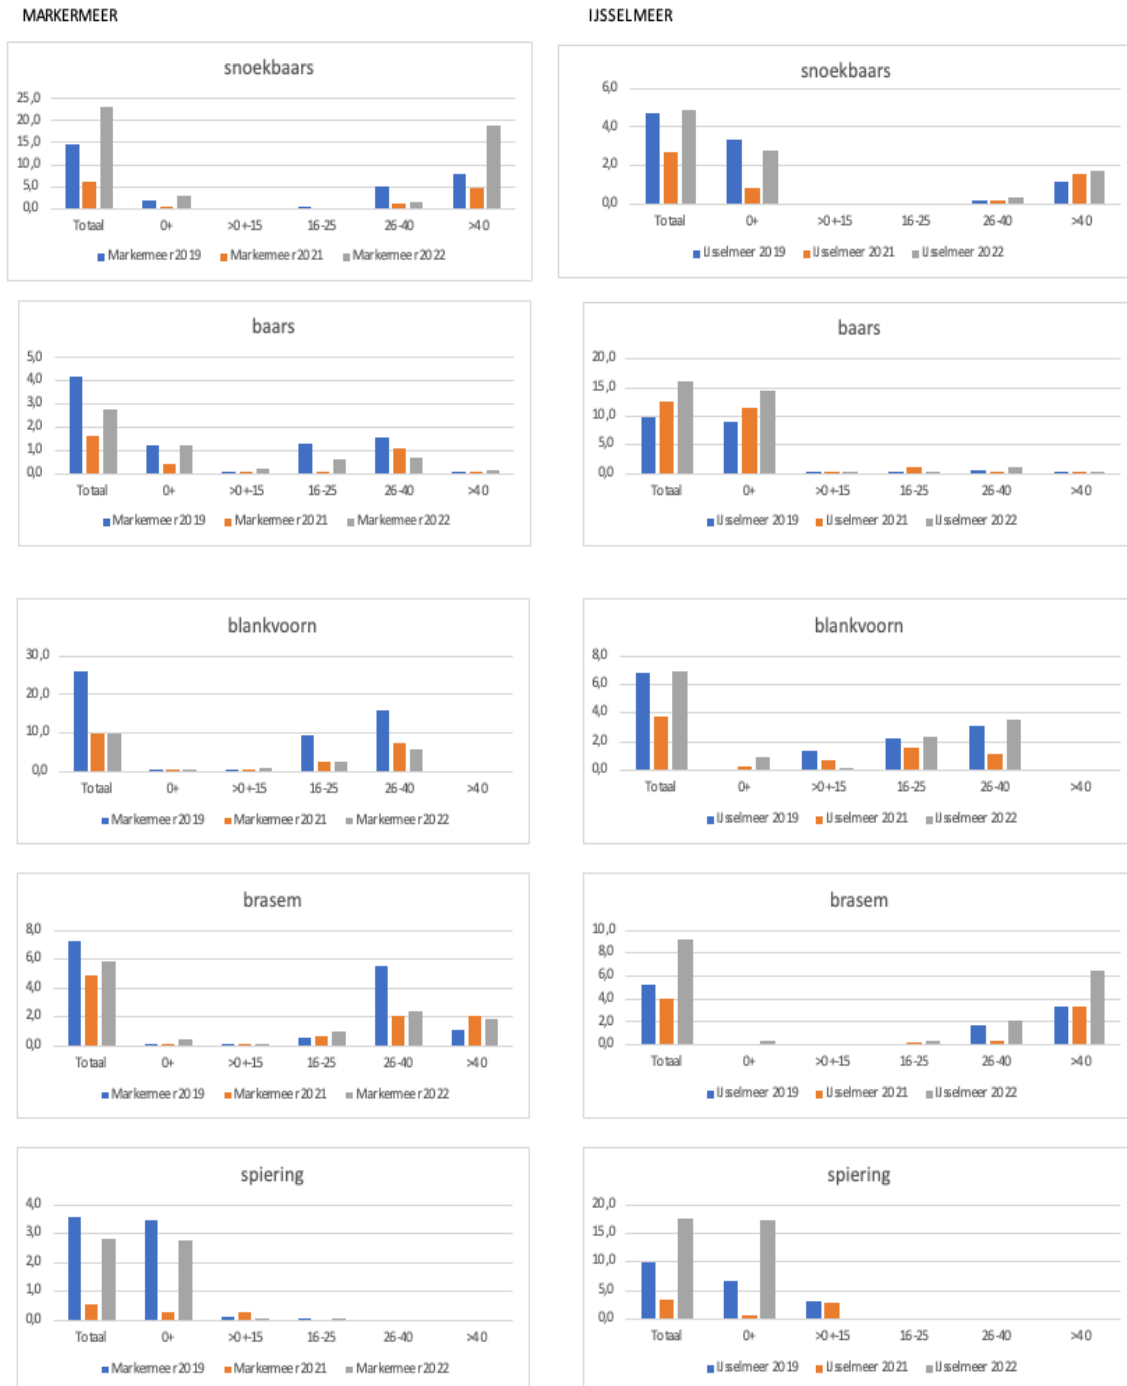 MARKERMEER
IJSSELMEER
snoekbaars
25,0
20,0
15,0
10,0
5,0
0,0
Totaal 0+ >0+-15 16-25 26-40 >40
Markermeer 2019 Markermeer 2021 Markermeer 2022
snoekbaars
6,0
4,0
2,0
0,0
Totaal 0+ >0+-15 16-25 26-40 >40
IJsselmeer 2019 IJsselmeer 2021 IJsselmeer 2022
baars
5,0
4,0
3,0
2,0
1,0
0,0
Totaal 0+ >0+-15 16-25 26-40 >40
Markermeer 2019 Markermeer 2021 Markermeer 2022
baars
20,0
15,0
10,0
5,0
0,0
Totaal 0+ >0+-15 16-25 26-40 >40
IJsselmeer 2019 IJsselmeer 2021 IJsselmeer 2022
blankvoorn
30,0
20,0
10,0
0,0
Totaal 0+ >0+-15 16-25 26-40 >40
Markermeer 2019 Markermeer 2021 Markermeer 2022
blankvoorn
8,0
6,0
4,0
2,0
0,0
Totaal 0+ >0+-15 16-25 26-40 >40
IJsselmeer 2019 IJsselmeer 2021 IJsselmeer 2022
brasem
8,0
6,0
4,0
2,0
0,0
Totaal 0+ >0+-15 16-25 26-40 >40
Markermeer 2019 Markermeer 2021 Markermeer 2022
brasem
10,0
8,0
6,0
4,0
2,0
0,0
Totaal 0+ >0+-15 16-25 26-40 >40
IJsselmeer 2019 IJsselmeer 2021 IJsselmeer 2022
spiering
4,0
3,0
2,0
1,0
0,0
Totaal 0+ >0+-15 16-25 26-40 >40
Markermeer 2019 Markermeer 2021 Markermeer 2022
spiering
20,0
15,0
10,0
5,0
0,0
Totaal 0+ >0+-15 16-25 26-40 >40
IJsselmeer 2019 IJsselmeer 2021 IJsselmeer 2022